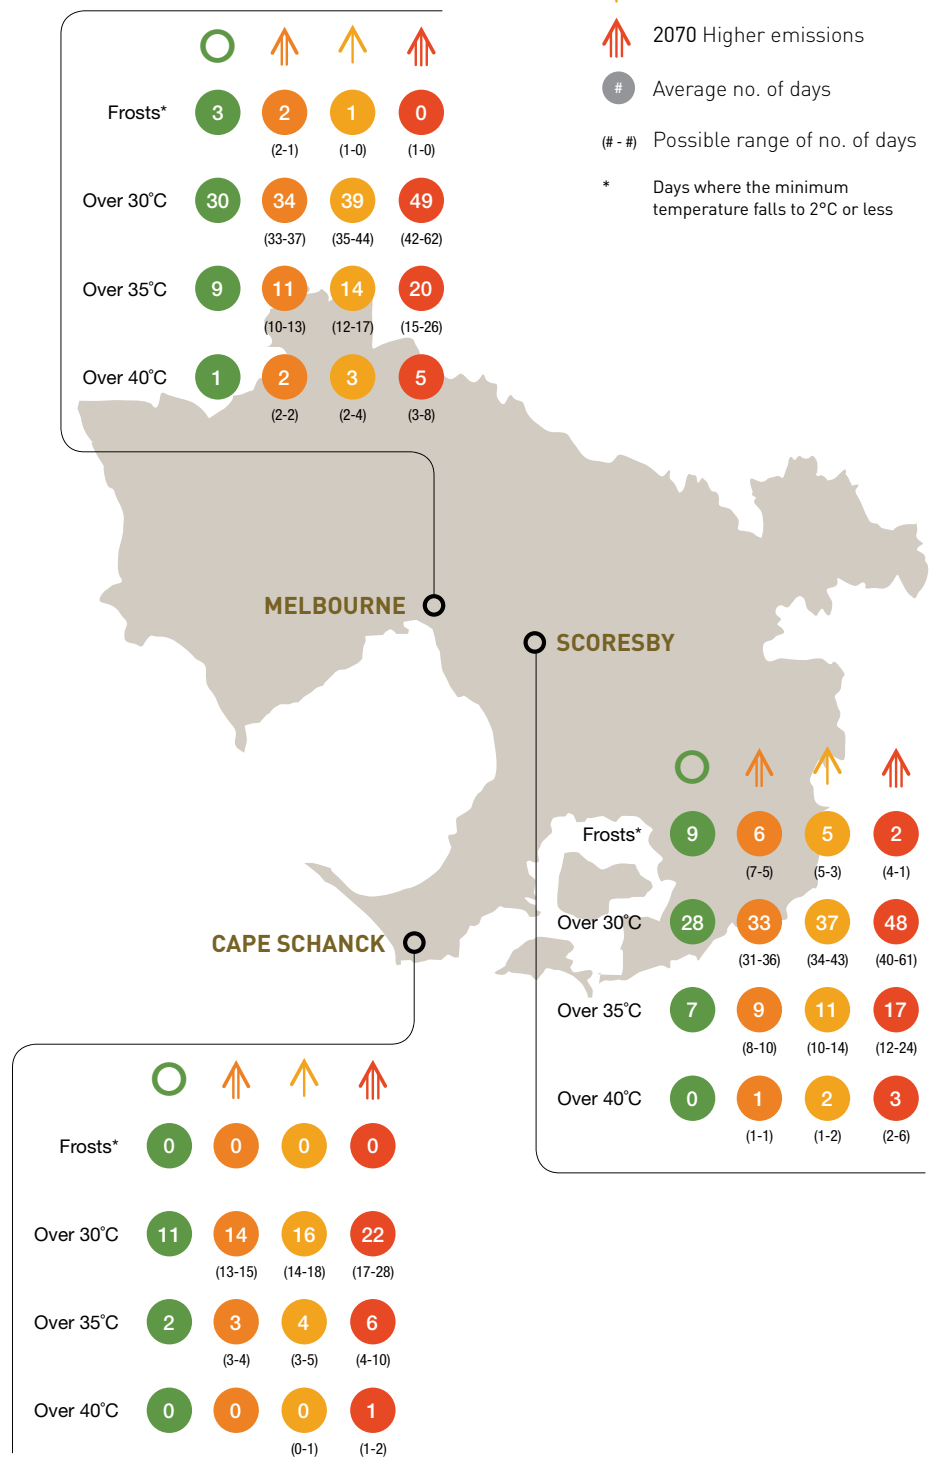 2070 Higher emissions
# Average no. of days
(# - #) Possible range of no. of days
* Days where the minimum
temperature falls to 2°C or less
Frosts* 3 2 1 0
(2-1) (1-0) (1-0)
Over 30°C 30 34 39 49
(33-37) (35-44) (42-62)
Over 35°C 9 11 14 20
(10-13) (12-17) (15-26)
Over 40°C 1 2 3 5
(2-2) (2-4) (3-8)
MELBOURNE
SCORESBY
Frosts* 9 6 5 2
(7-5) (5-3) (4-1)
Over 30°C 28 33 37 48
(31-36) (34-43) (40-61)
Over 35°C 7 9 11 17
(8-10) (10-14) (12-24)
Over 40°C 0 1 2 3
(1-1) (1-2) (2-6)
CAPE SCHANCK
Frosts* 0 0 0 0
Over 30°C 11 14 16 22
(13-15) (14-18) (17-28)
Over 35°C 2 3 4 6
(3-4) (3-5) (4-10)
Over 40°C 0 0 0 1
(0-1) (1-2)